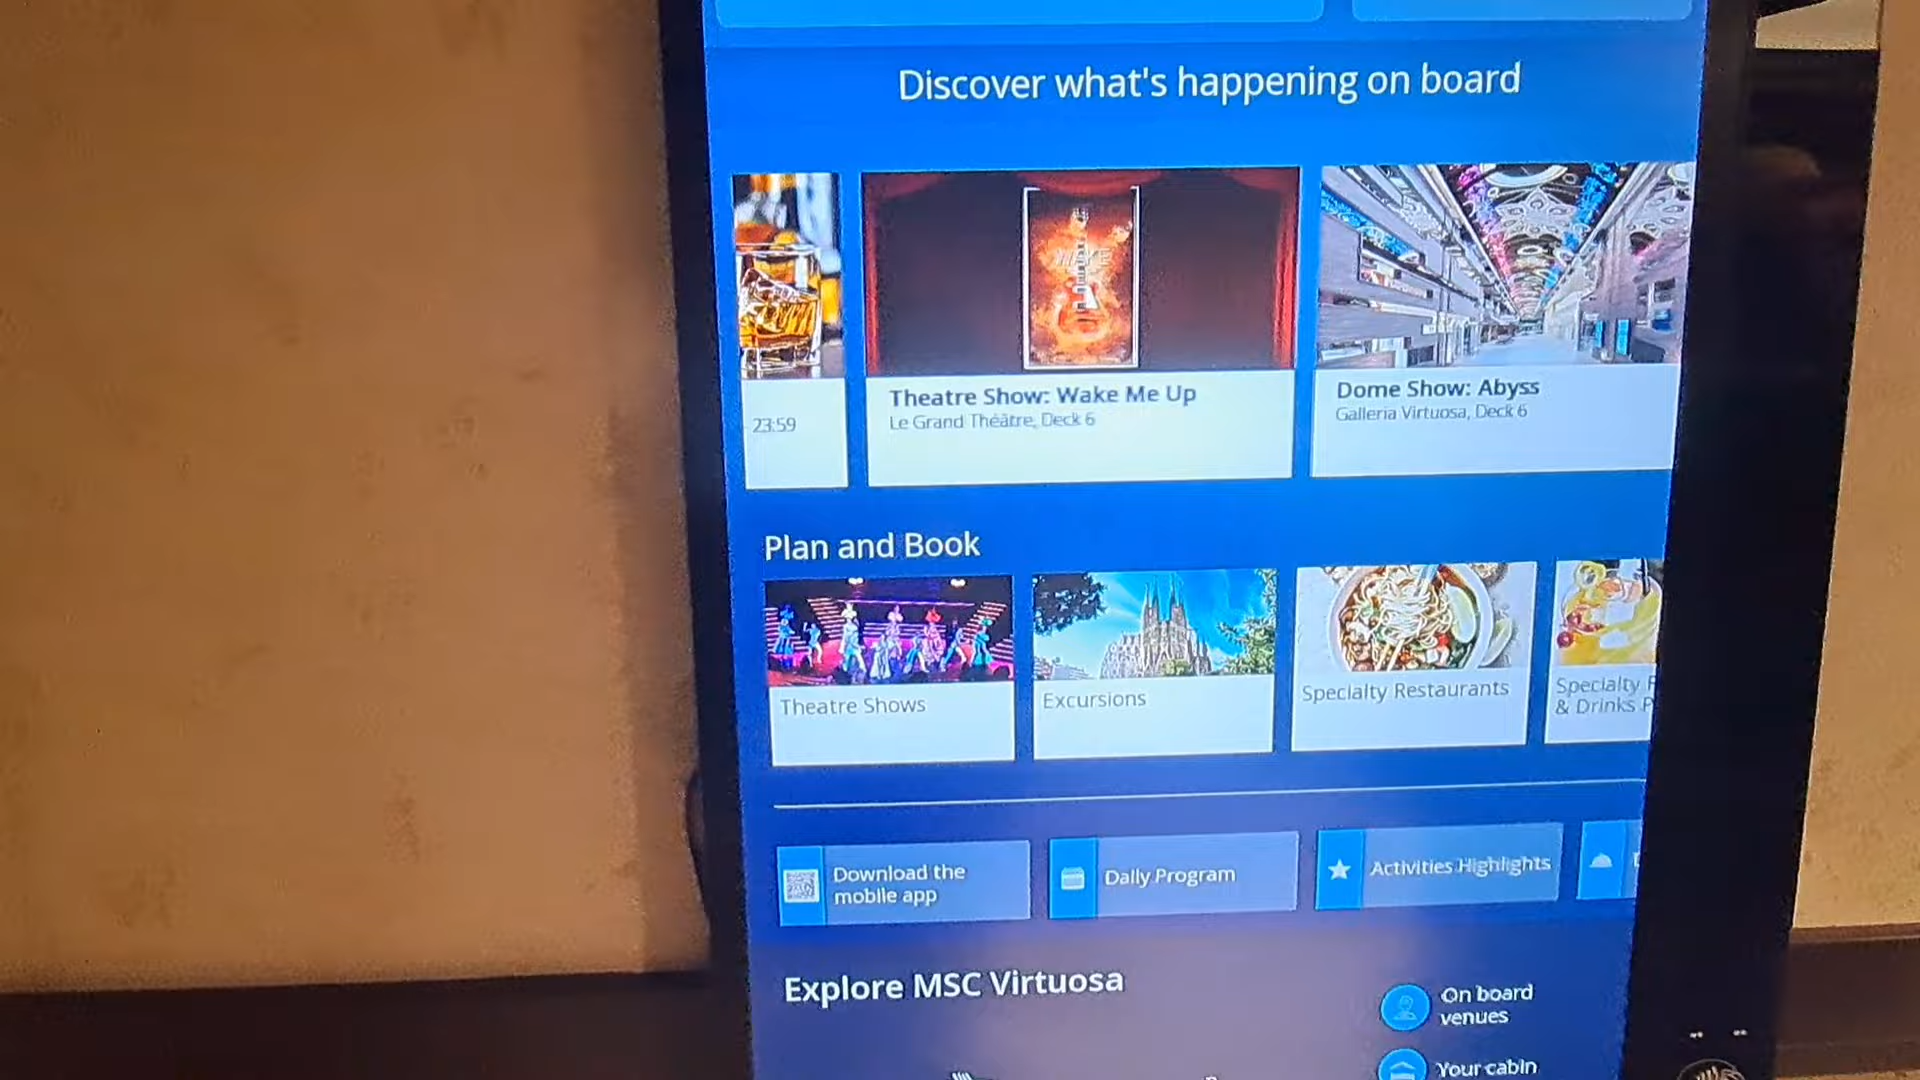 Discover what's happening on board
23:59
Theatre Show: Wake Me Up
Le Grand Théâtre, Deck 6
Dome Show: Abyss
Galleria Virtuosa, Deck 6
Plan and Book
Theatre Shows
Excursions
Specialty Restaurants
Specialty
& Drinks
Download the
mobile app
Daily Program
Activities Highlights
Explore MSC Virtuosa
On board
venues
Your cabin